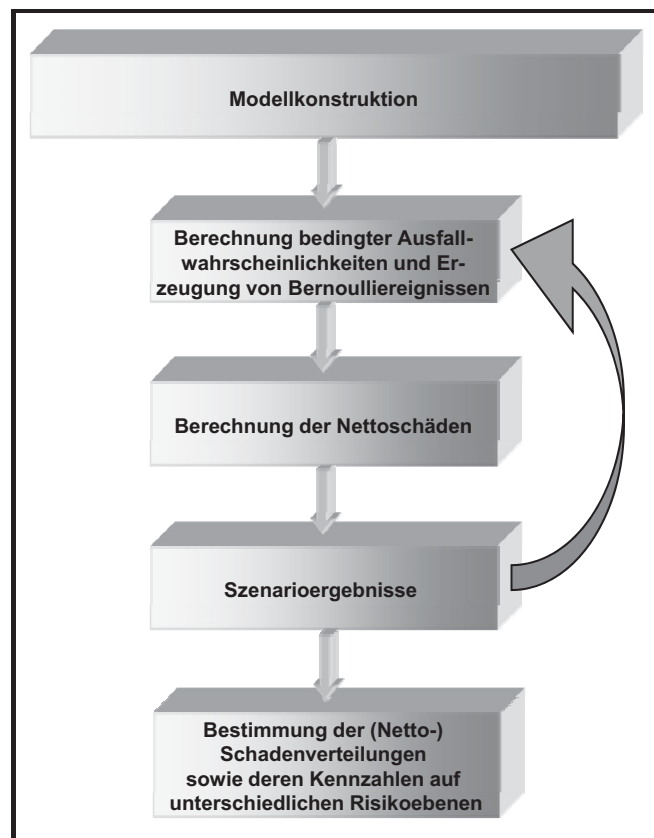 Modellkonstruktion
Berechnung bedingter Ausfall-
wahrscheinlichkeiten und Er-
zeugung von Bernoulliereignissen
Berechnung der Nettoschäden
Szenarioergebnisse
Bestimmung der (Netto-)
Schadenverteilungen
sowie deren Kennzahlen auf
unterschiedlichen Risikoebenen